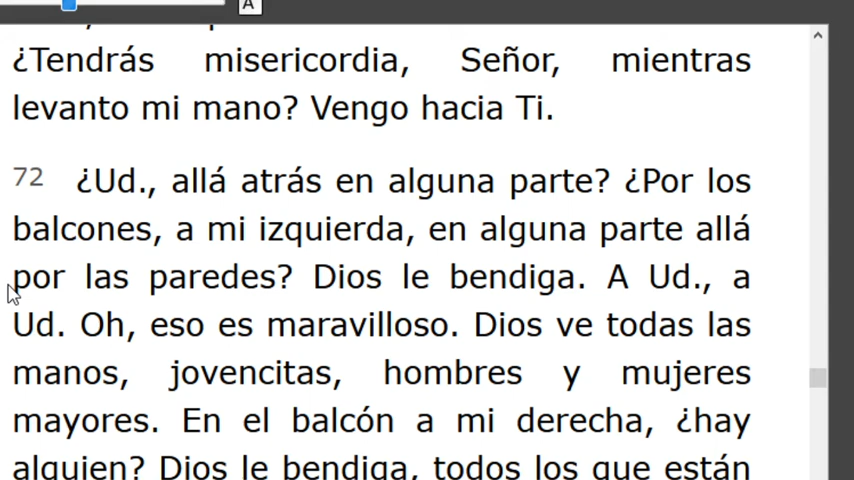 A
¿Tendrás misericordia, Señor, mientras
levanto mi mano? Vengo hacia Ti.
72 ¿Ud., allá atrás en alguna parte? ¿Por los
balcones, a mi izquierda, en alguna parte allá
por las paredes? Dios le bendiga. A Ud., a
Ud. Oh, eso es maravilloso. Dios ve todas las
manos, jovencitas, hombres y mujeres
mayores. En el balcón a mi derecha, ¿hay
alguien? Dios le bendiga, todos los que están